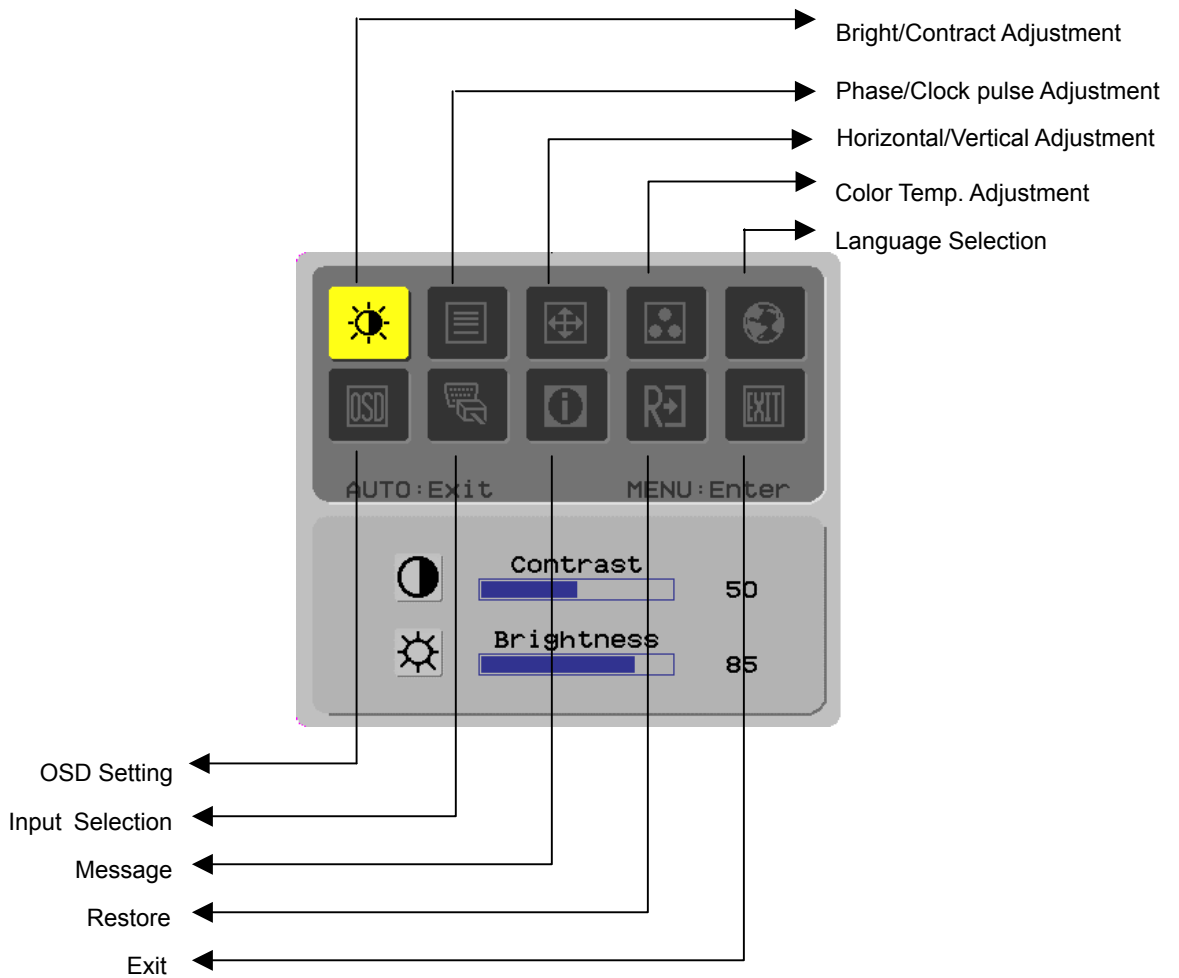 Bright/Contract Adjustment
Phase/Clock pulse Adjustment
Horizontal/Vertical Adjustment
Color Temp. Adjustment
Language Selection
OSD
R
EXIT
AUTO:Exit MENU:Enter
Contrast
50
Brightness
85
OSD Setting
Input Selection
Message
Restore
Exit